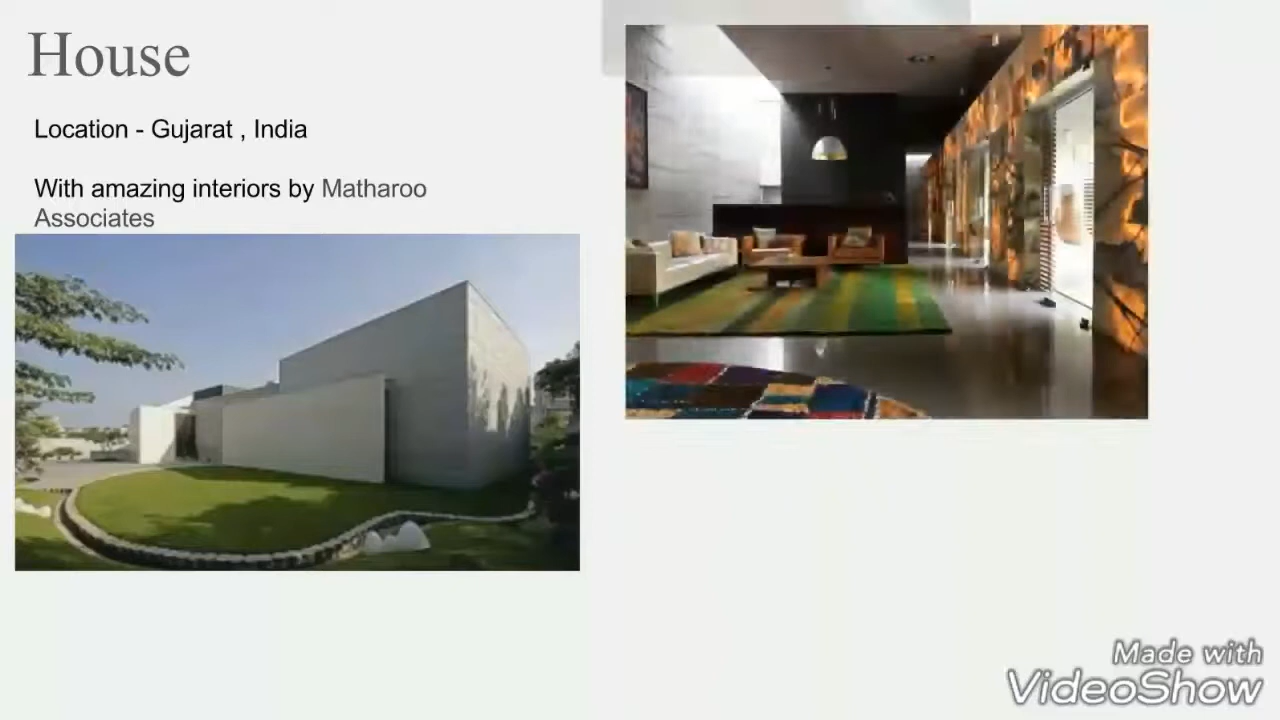 House
Location - Gujarat , India
With amazing interiors by Matharoo
Associates
Made with
VideoShow